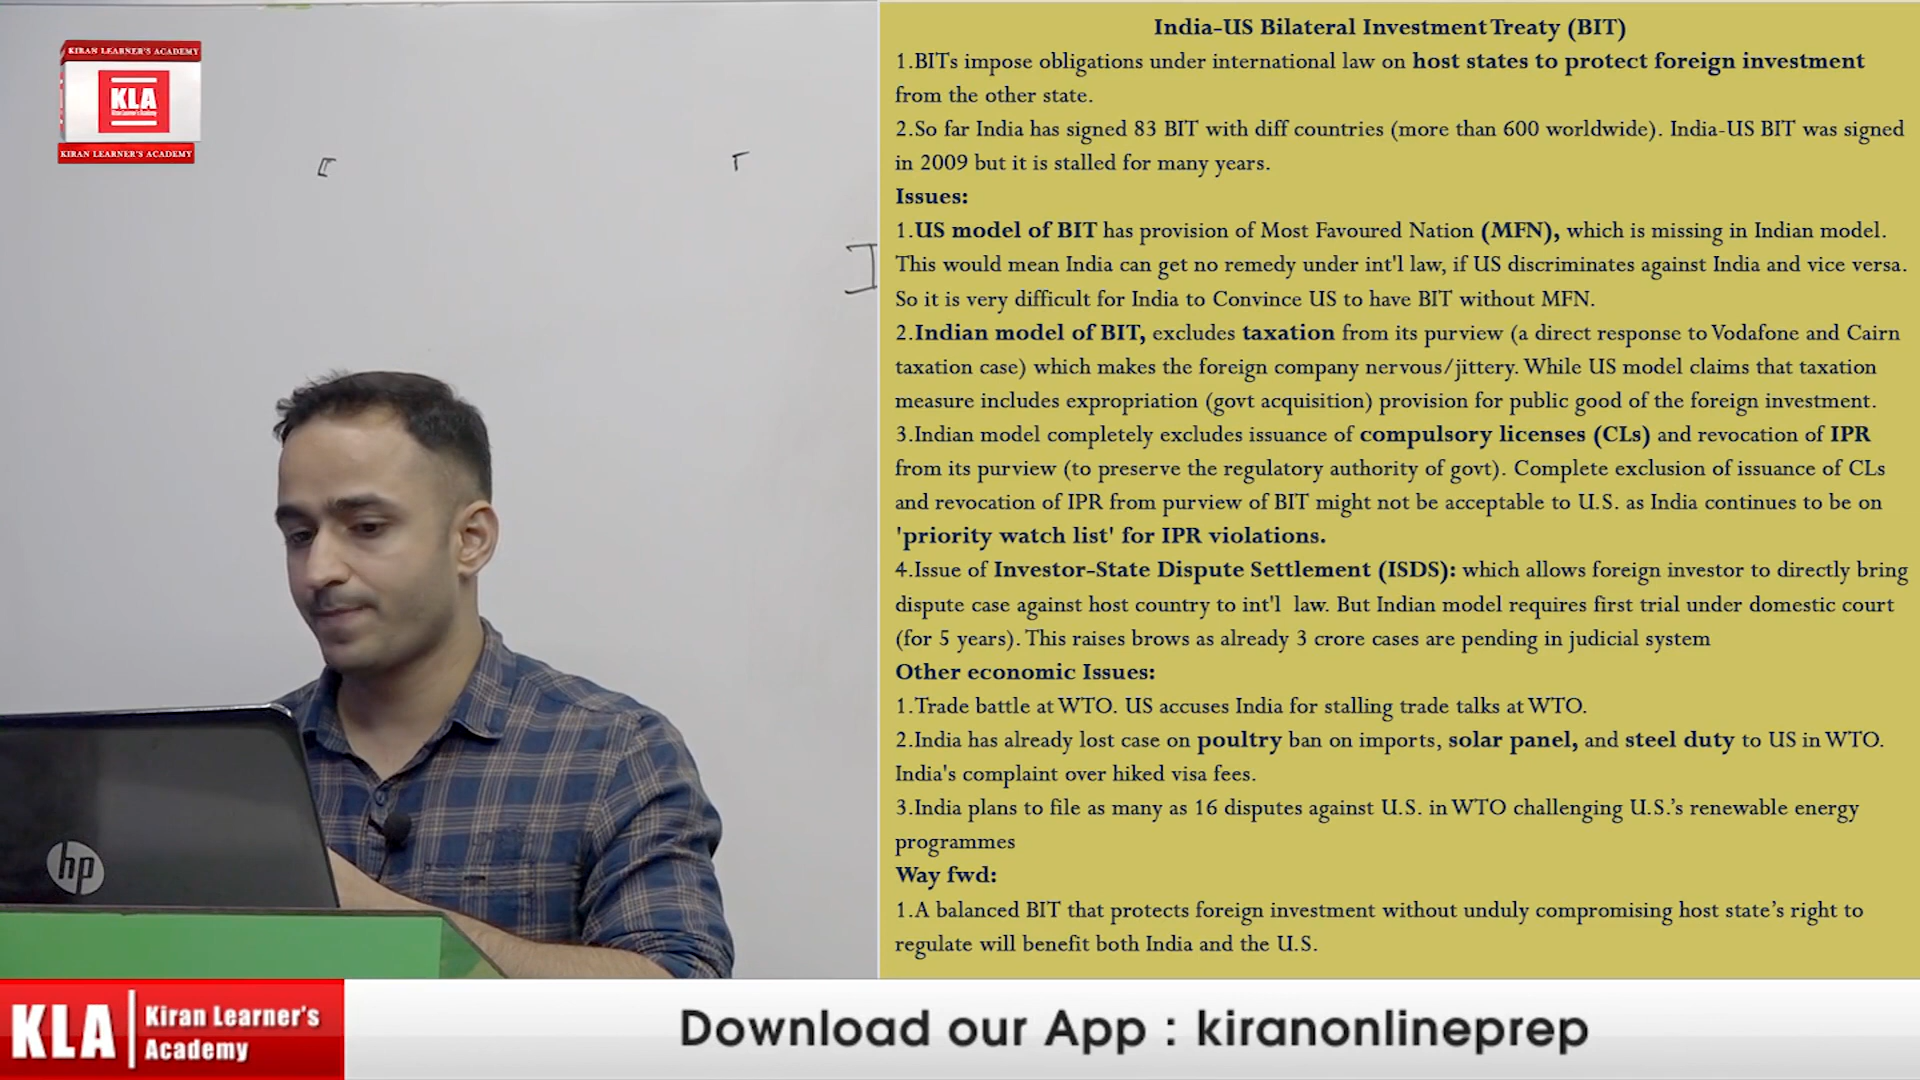 KIRAN LEARNER'S ACADEMY
KLA
Kiran Learner's Academy
KIRAN LEARNER'S ACADEMY
India-US Bilateral Investment Treaty (BIT)
1.BITs impose obligations under international law on host states to protect foreign investment
from the other state.
2.So far India has signed 83 BIT with diff countries (more than 600 worldwide). India-US BIT was signed
in 2009 but it is stalled for many years.
Issues:
1.US model of BIT has provision of Most Favoured Nation (MFN), which is missing in Indian model.
This would mean India can get no remedy under int'l law, if US discriminates against India and vice versa.
So it is very difficult for India to Convince US to have BIT without MFN.
2.Indian model of BIT, excludes taxation from its purview (a direct response to Vodafone and Cairn
taxation case) which makes the foreign company nervous/jittery. While US model claims that taxation
measure includes expropriation (govt acquisition) provision for public good of the foreign investment.
3.Indian model completely excludes issuance of compulsory licenses (CLs) and revocation of IPR
from its purview (to preserve the regulatory authority of govt). Complete exclusion of issuance of CLs
and revocation of IPR from purview of BIT might not be acceptable to U.S. as India continues to be on
'priority watch list' for IPR violations.
4.Issue of Investor-State Dispute Settlement (ISDS): which allows foreign investor to directly bring
dispute case against host country to int'l law. But Indian model requires first trial under domestic court
(for 5 years). This raises brows as already 3 crore cases are pending in judicial system
Other economic Issues:
1.Trade battle at WTO. US accuses India for stalling trade talks at WTO.
2.India has already lost case on poultry ban on imports, solar panel, and steel duty to US in WTO.
India's complaint over hiked visa fees.
3.India plans to file as many as 16 disputes against U.S. in WTO challenging U.S.’s renewable energy
programmes
Way fwd:
1.A balanced BIT that protects foreign investment without unduly compromising host state’s right to
regulate will benefit both India and the U.S.
hp
KLA
Kiran Learner's
Academy
Download our App : kiranonlineprep